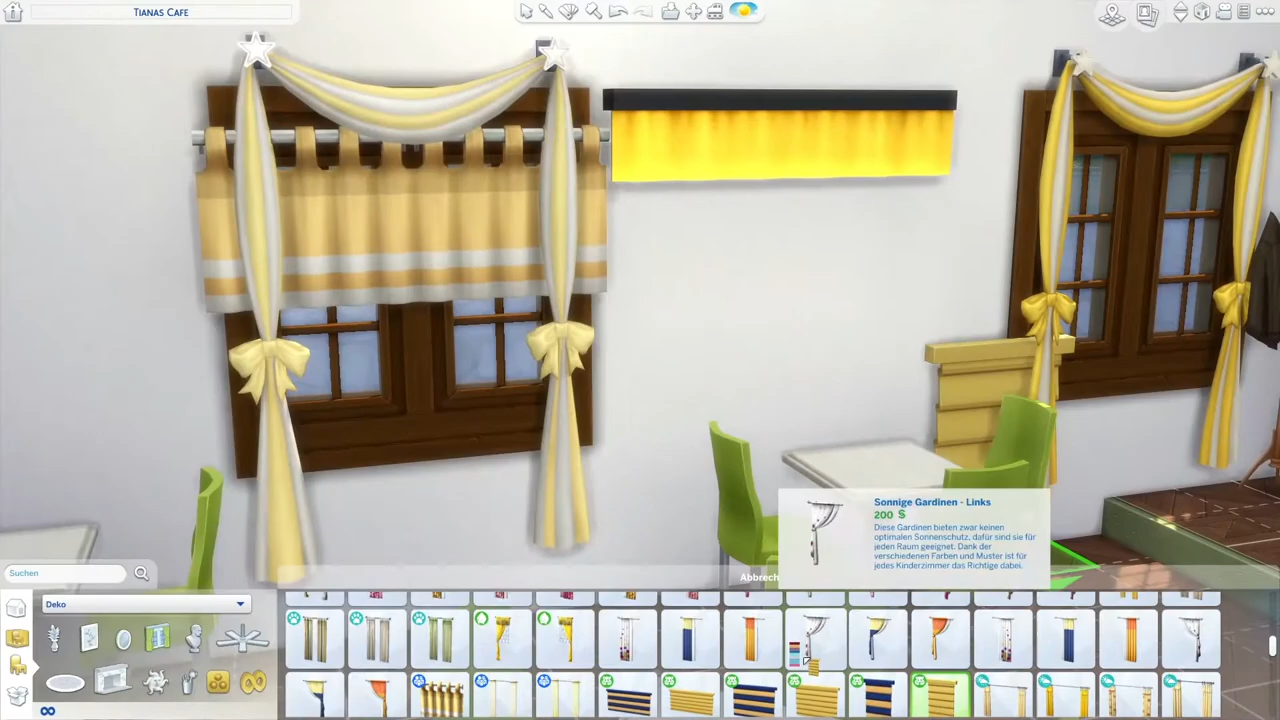 TIANAS CAFE
Sonnige Gardinen - Links
200 $
Diese Gardinen bieten zwar keinen
optimalen Sonnenschutz, dafür sind sie für
jeden Raum geeignet. Dank der
verschiedenen Farben und Muster ist für
jedes Kinderzimmer das Richtige dabei.
Suchen
Abbrech
Deko